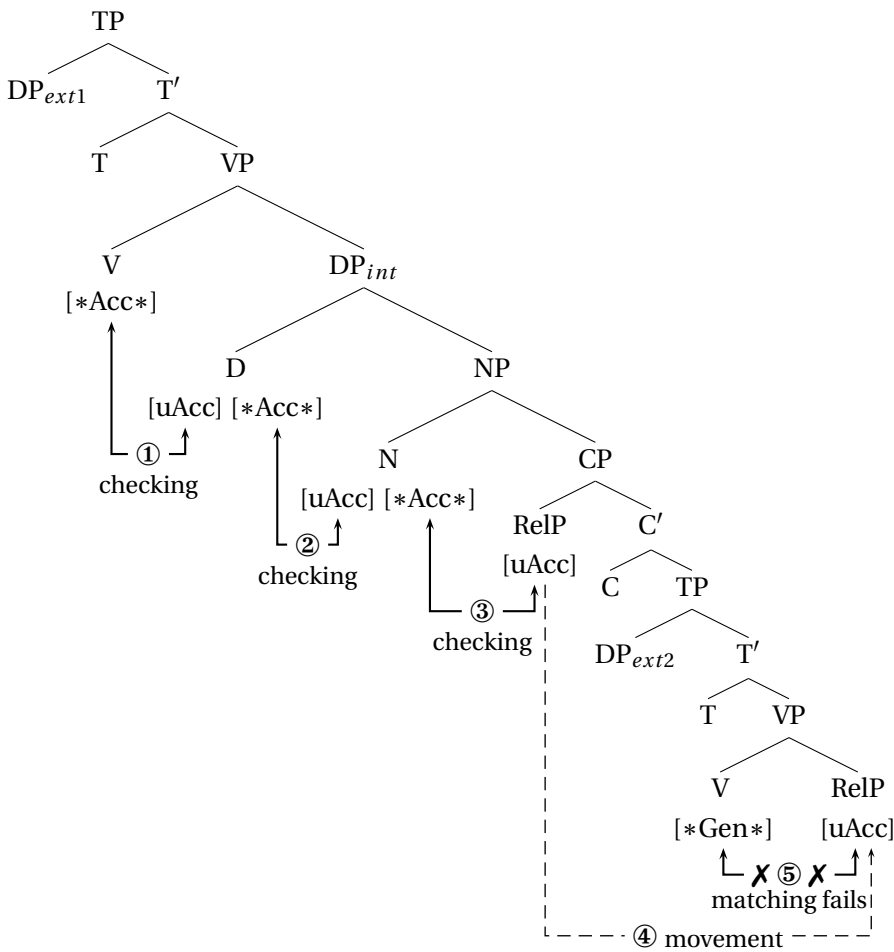 TP
DP_ext1 T′
T VP
V DP_int
[∗Acc∗]
D NP
[uAcc] [∗Acc∗]
① N CP
checking
[uAcc] [∗Acc∗]
RelP C′
②
[uAcc]
checking C TP
③
checking
DP_ext2 T′
T VP
V RelP
[∗Gen∗] [uAcc]
✗ ⑤ ✗
matching fails
④ movement